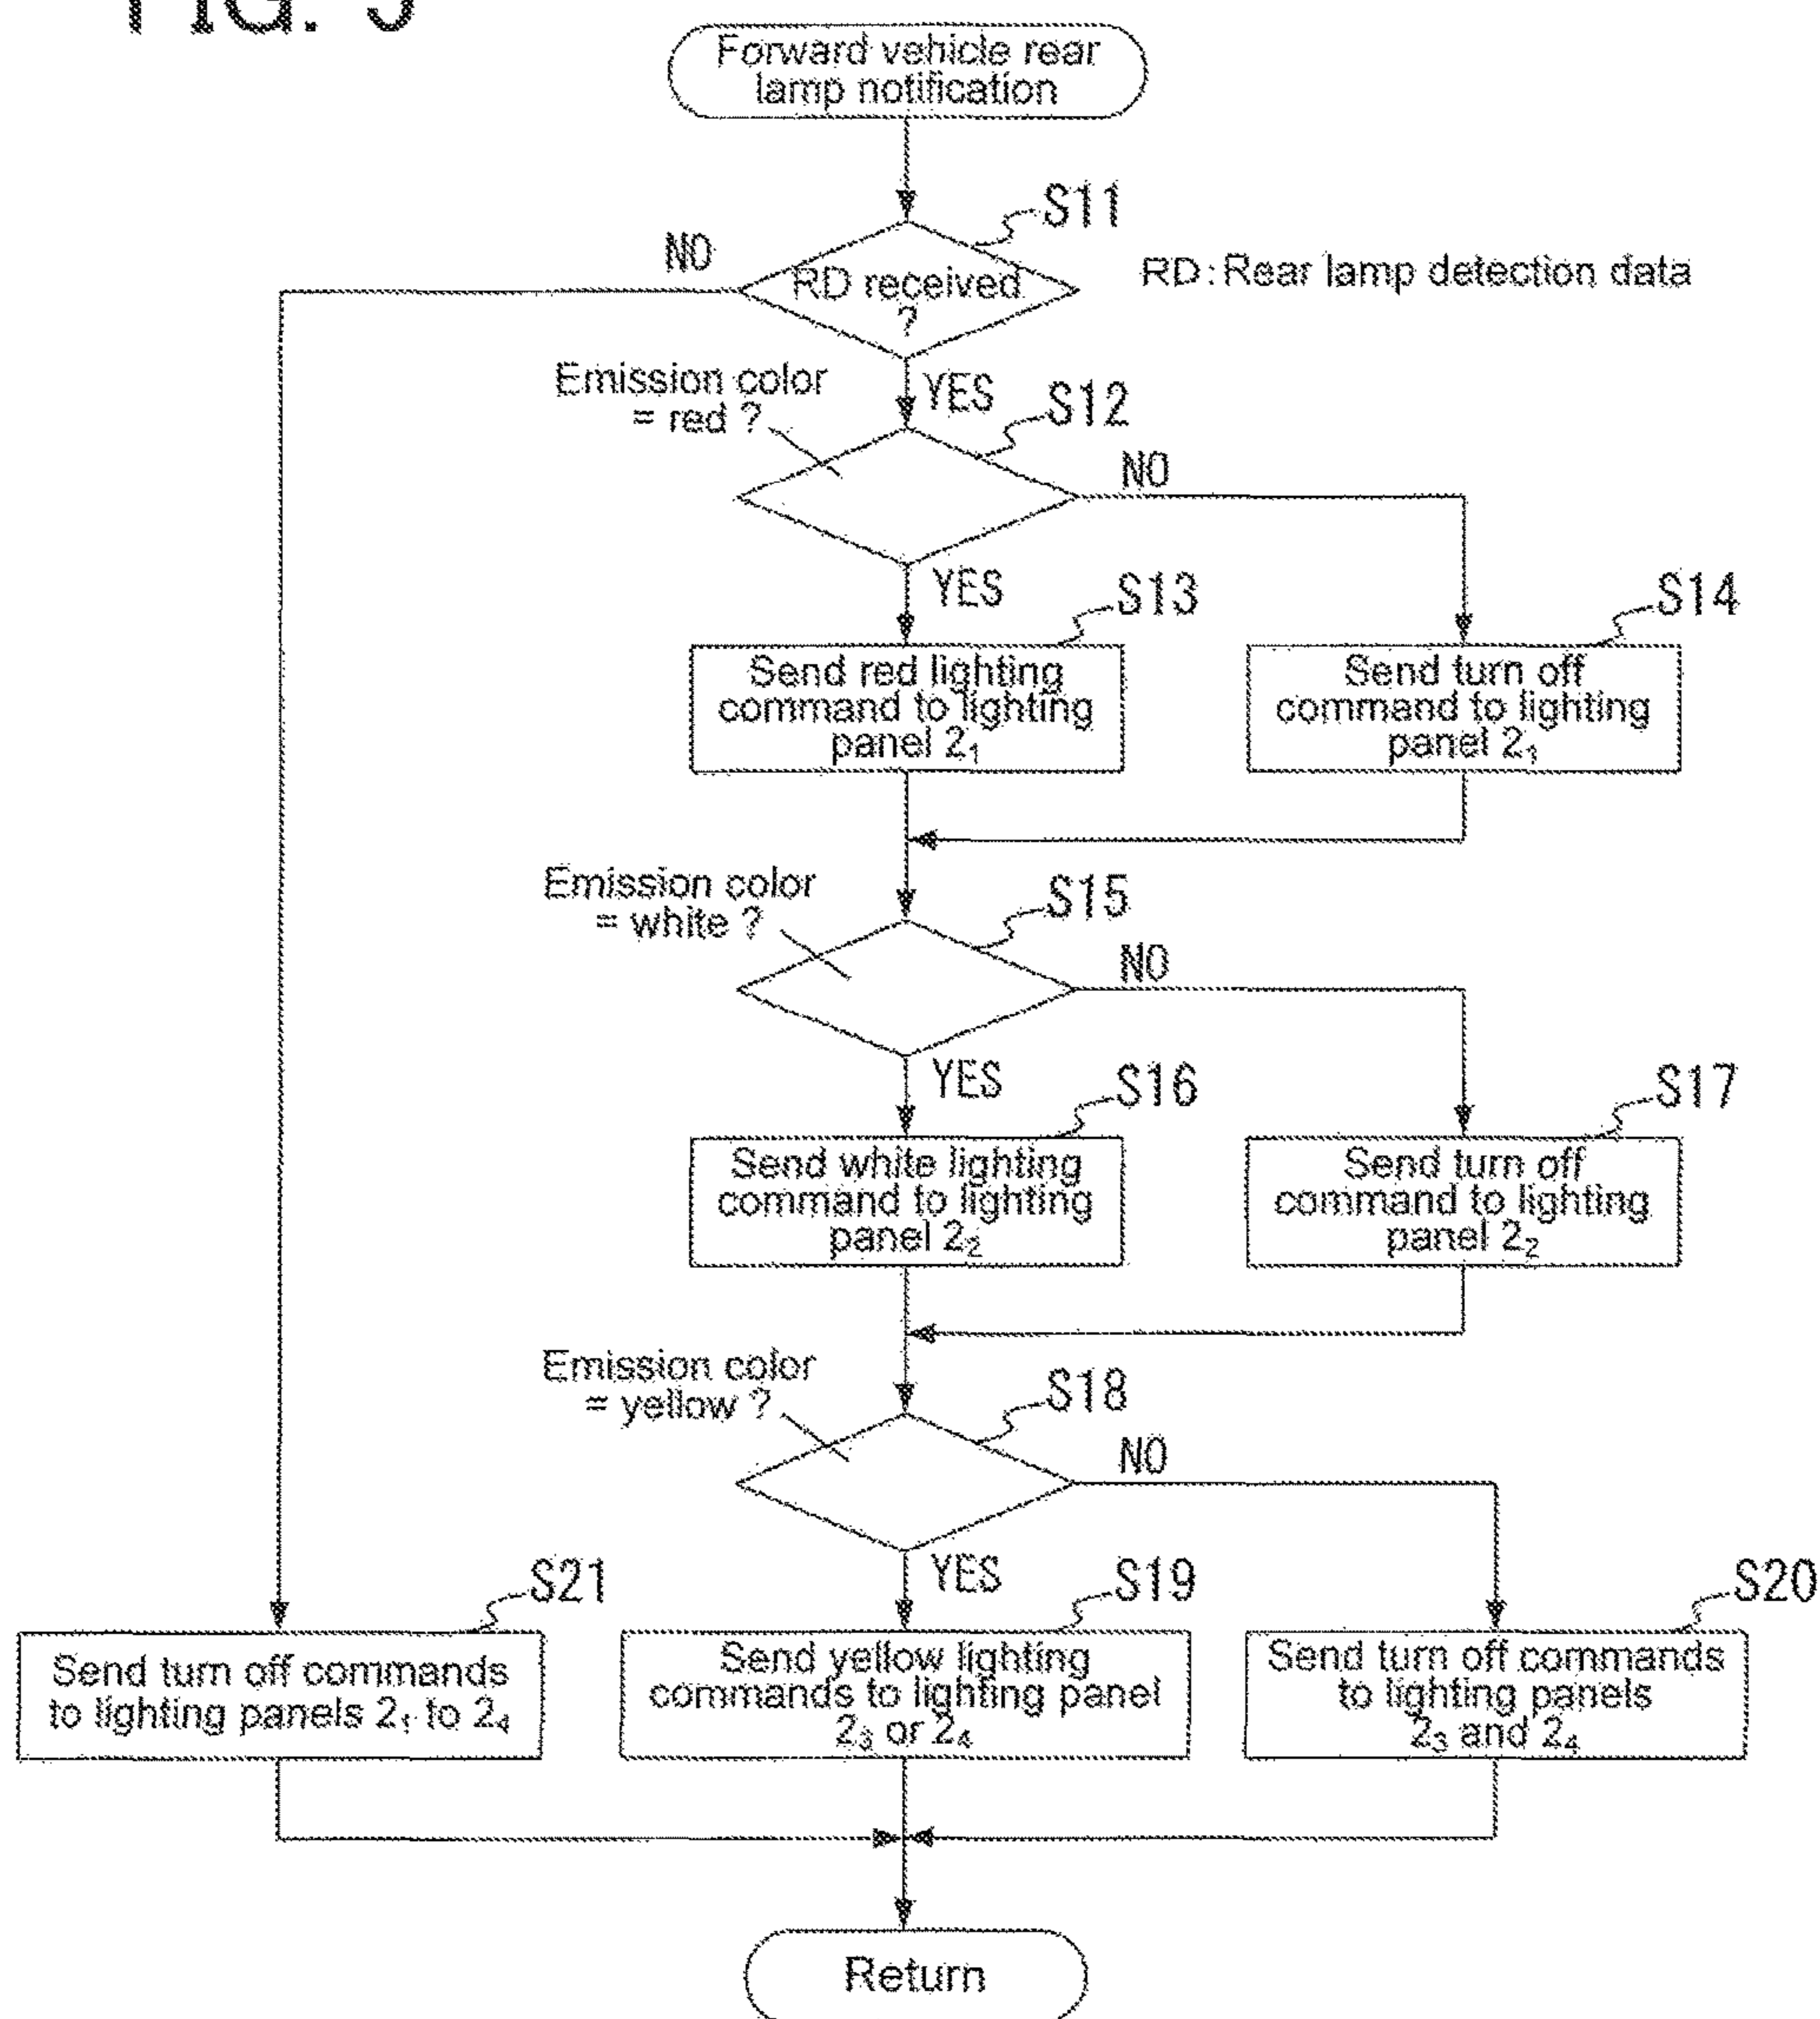 FIG. 5
Forward vehicle rear
lamp notification
S11
NO
RD received
?
RD:Rear lamp detection data
Emission color
= red ?
YES
S12
NO
YES
S13
S14
Send red lighting
command to lighting
panel 2₁
Send turn off
command to lighting
panel 2₁
Emission color
= white ?
S15
NO
YES
S16
S17
Send white lighting
command to lighting
panel 2₂
Send turn off
command to lighting
panel 2₂
Emission color
= yellow ?
S18
NO
YES
S21
S19
S20
Send turn off commands
to lighting panels 2₁ to 2₄
Send yellow lighting
commands to lighting panel
2₃ or 2₄
Send turn off commands
to lighting panels
2₃ and 2₄
Return